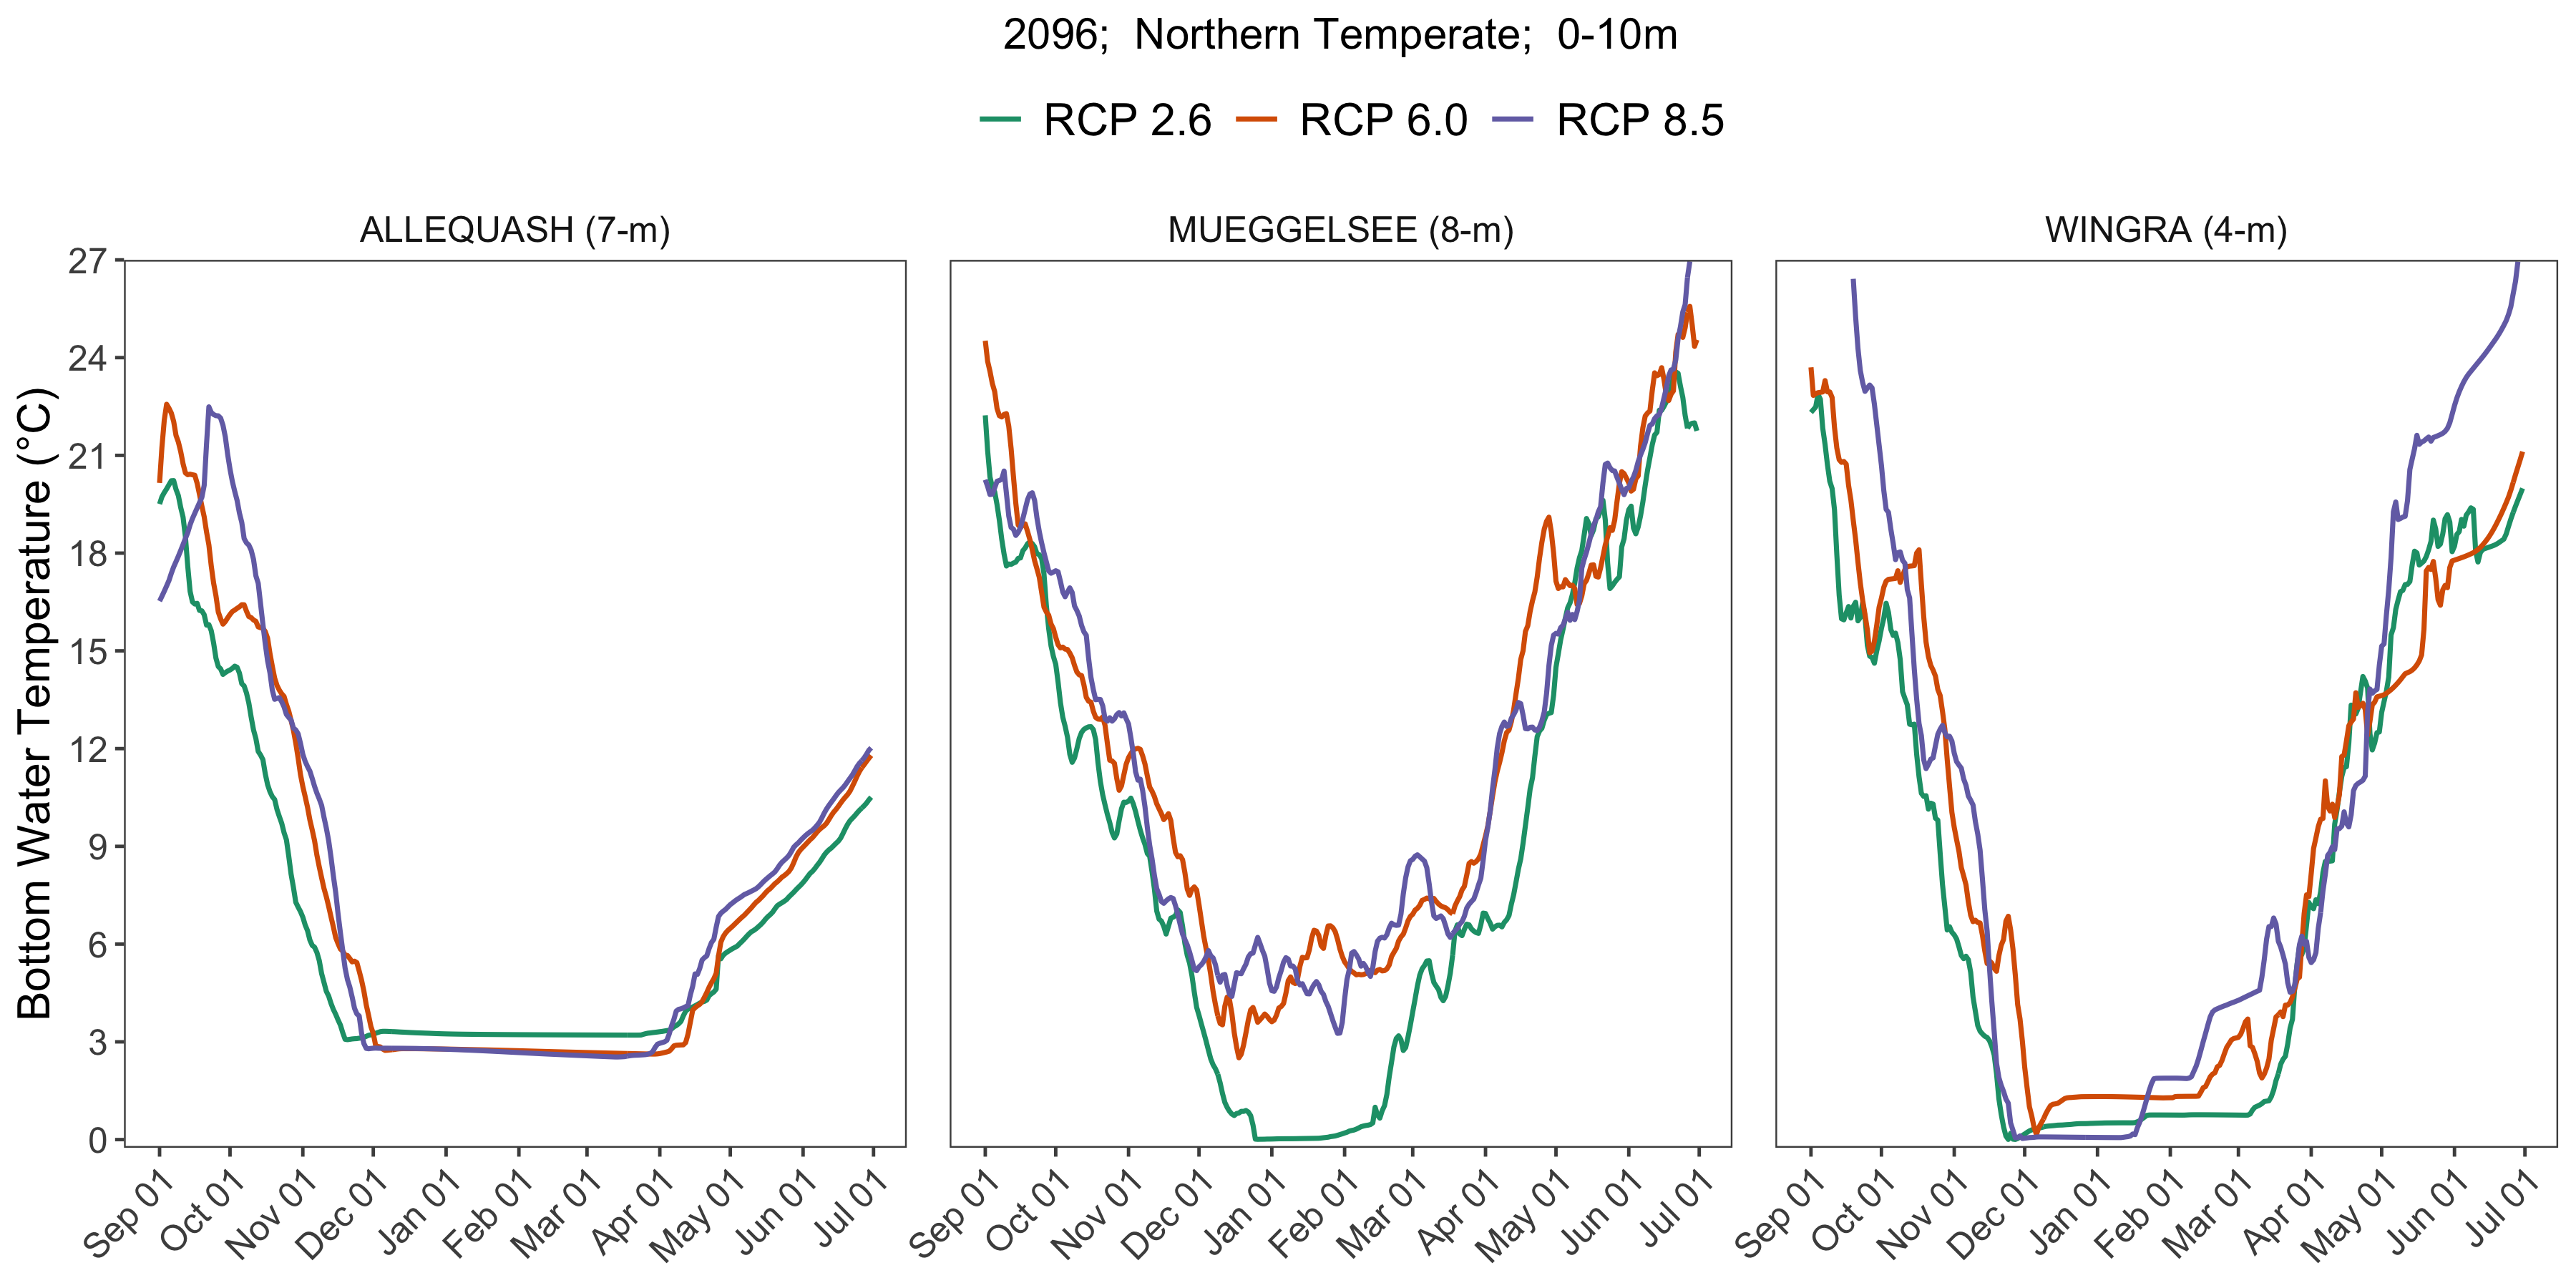 2096;  Northern Temperate;  0-10m
RCP 2.6 RCP 6.0 RCP 8.5
ALLEQUASH (7-m) MUEGGELSEE (8-m) WINGRA (4-m)
Bottom Water Temperature (°C)
27
24
21
18
15
12
9
6
3
0
Sep 01 Oct 01 Nov 01 Dec 01 Jan 01 Feb 01 Mar 01 Apr 01 May 01 Jun 01 Jul 01 Sep 01 Oct 01 Nov 01 Dec 01 Jan 01 Feb 01 Mar 01 Apr 01 May 01 Jun 01 Jul 01 Sep 01 Oct 01 Nov 01 Dec 01 Jan 01 Feb 01 Mar 01 Apr 01 May 01 Jun 01 Jul 01